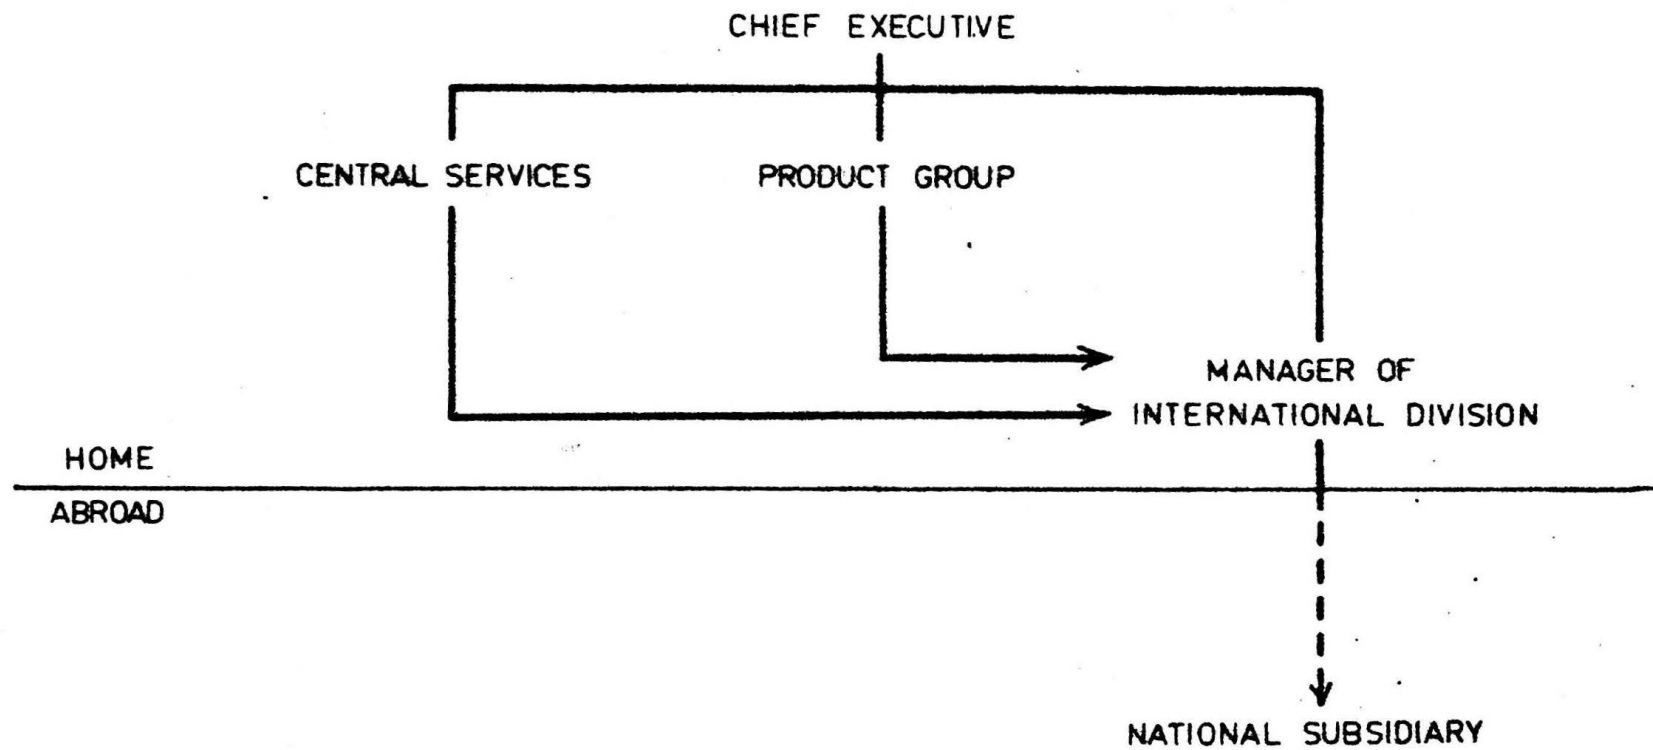 CHIEF EXECUTIVE
CENTRAL SERVICES
PRODUCT GROUP
MANAGER OF
INTERNATIONAL DIVISION
HOME
ABROAD
NATIONAL SUBSIDIARY